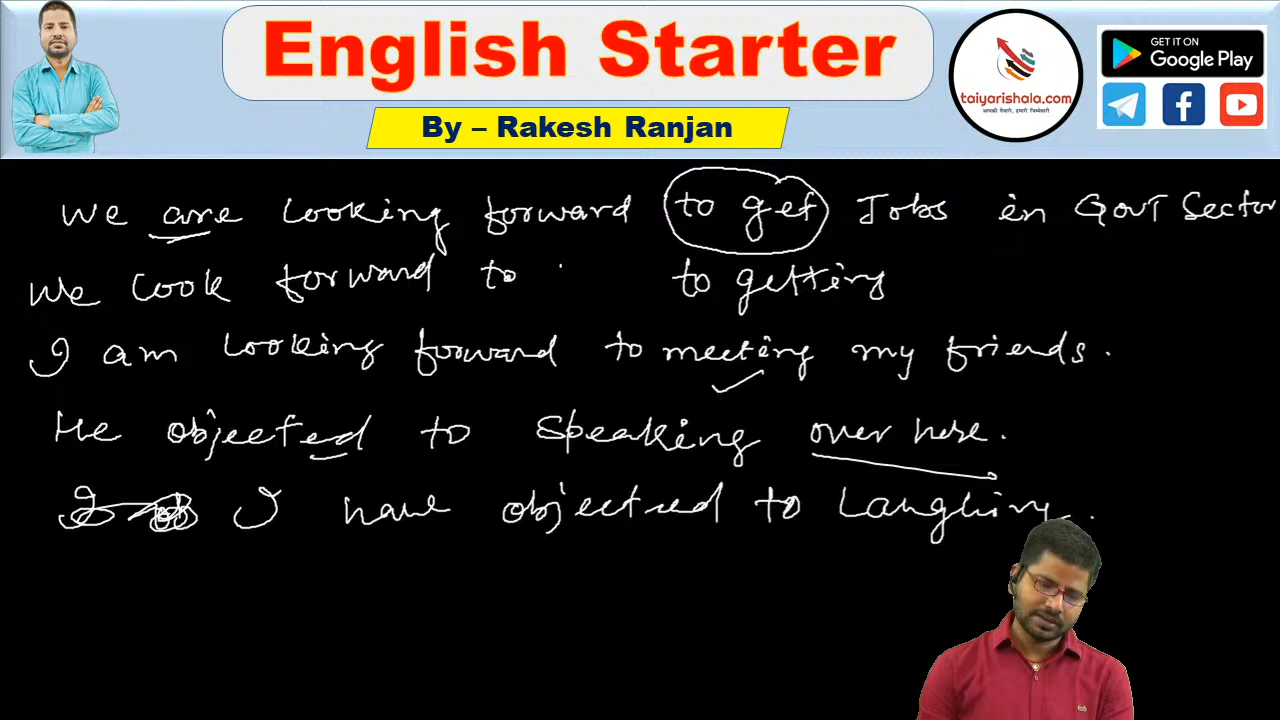 English Starter
By – Rakesh Ranjan
taiyarishala.com
आपकी तैयारी, हमारी जिम्मेदारी
GET IT ON
Google Play
We are looking forward to get Jobs in GovT Sector
We look forward to to getting
I am looking forward to meeting my friends.
He objected to speaking over here.
I have objected to Laughing.